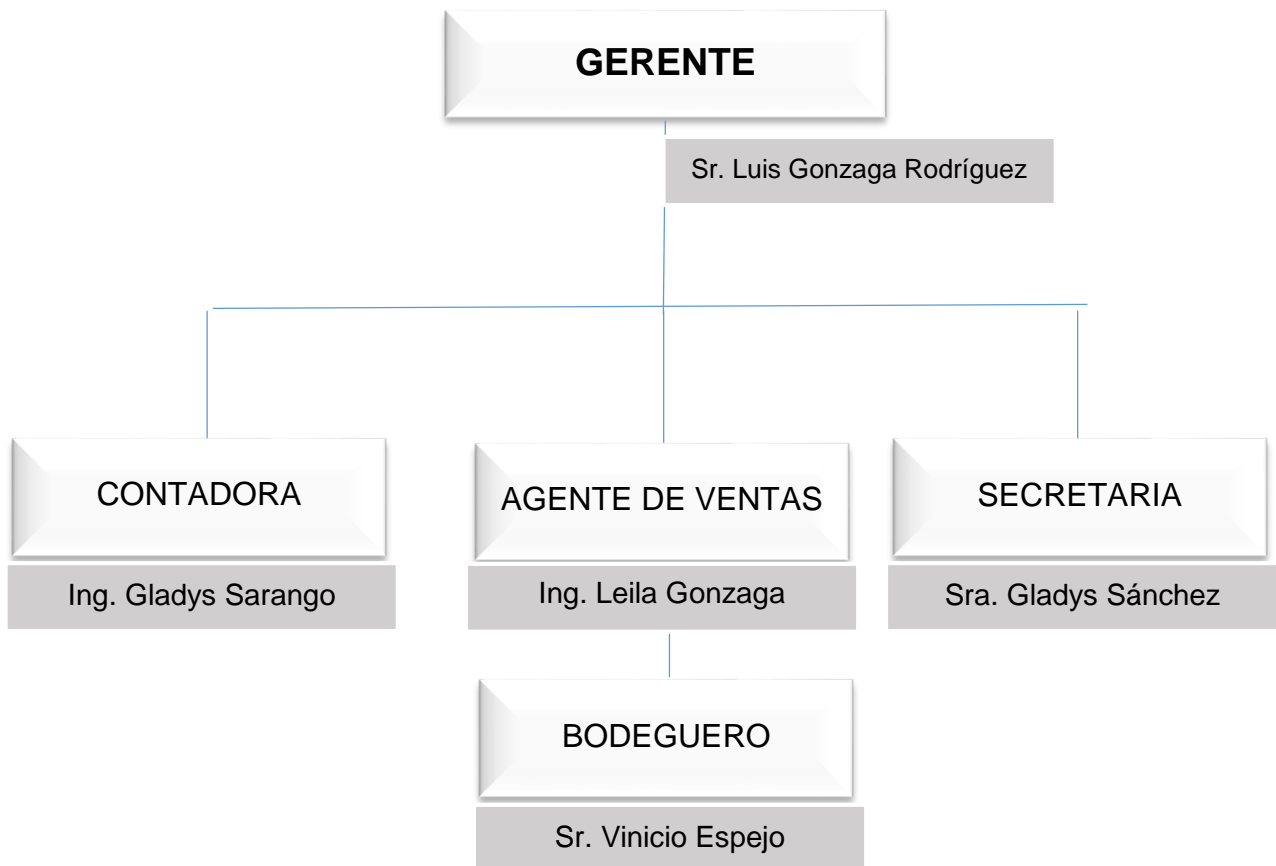 GERENTE
Sr. Luis Gonzaga Rodríguez
CONTADORA
Ing. Gladys Sarango
AGENTE DE VENTAS
Ing. Leila Gonzaga
SECRETARIA
Sra. Gladys Sánchez
BODEGUERO
Sr. Vinicio Espejo